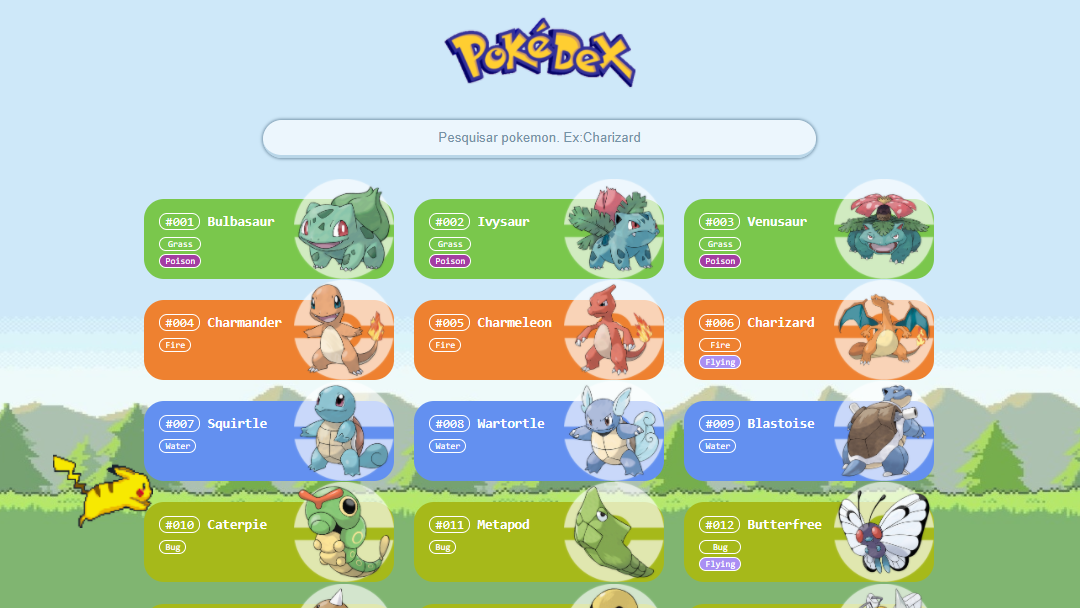 PoKéDeX
Pesquisar pokemon. Ex:Charizard
#001 Bulbasaur
Grass
Poison
#002 Ivysaur
Grass
Poison
#003 Venusaur
Grass
Poison
#004 Charmander
Fire
#005 Charmeleon
Fire
#006 Charizard
Fire
Flying
#007 Squirtle
Water
#008 Wartortle
Water
#009 Blastoise
Water
#010 Caterpie
Bug
#011 Metapod
Bug
#012 Butterfree
Bug
Flying